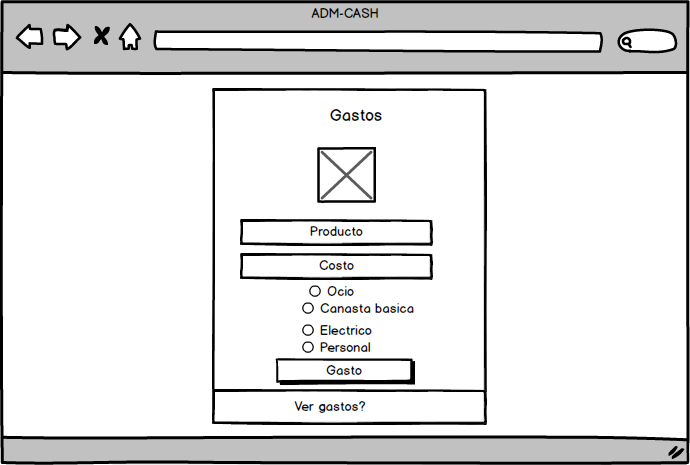 ADM-CASH
Gastos
Producto
Costo
Ocio
Canasta basica
Electrico
Personal
Gasto
Ver gastos?